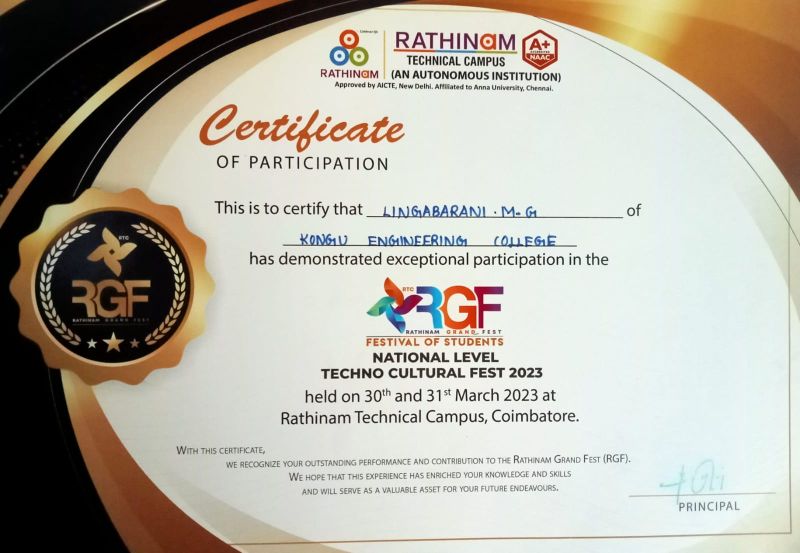 Celebrating Life
RATHINAM
RATHINAM
TECHNICAL CAMPUS
(AN AUTONOMOUS INSTITUTION)
Approved by AICTE, New Delhi. Affiliated to Anna University, Chennai.
A+
ACCREDITED
NAAC
Certificate
OF PARTICIPATION
This is to certify that LINGABARANI . M. G of
KONGU ENGINEERING COLLEGE
has demonstrated exceptional participation in the
RTC
RGF
RATHINAM GRAND FEST
RTC
RGF
RATHINAM GRAND FEST
FESTIVAL OF STUDENTS
NATIONAL LEVEL
TECHNO CULTURAL FEST 2023
held on 30th and 31st March 2023 at
Rathinam Technical Campus, Coimbatore.
WITH THIS CERTIFICATE,
WE RECOGNIZE YOUR OUTSTANDING PERFORMANCE AND CONTRIBUTION TO THE RATHINAM GRAND FEST (RGF).
WE HOPE THAT THIS EXPERIENCE HAS ENRICHED YOUR KNOWLEDGE AND SKILLS
AND WILL SERVE AS A VALUABLE ASSET FOR YOUR FUTURE ENDEAVOURS.
PRINCIPAL